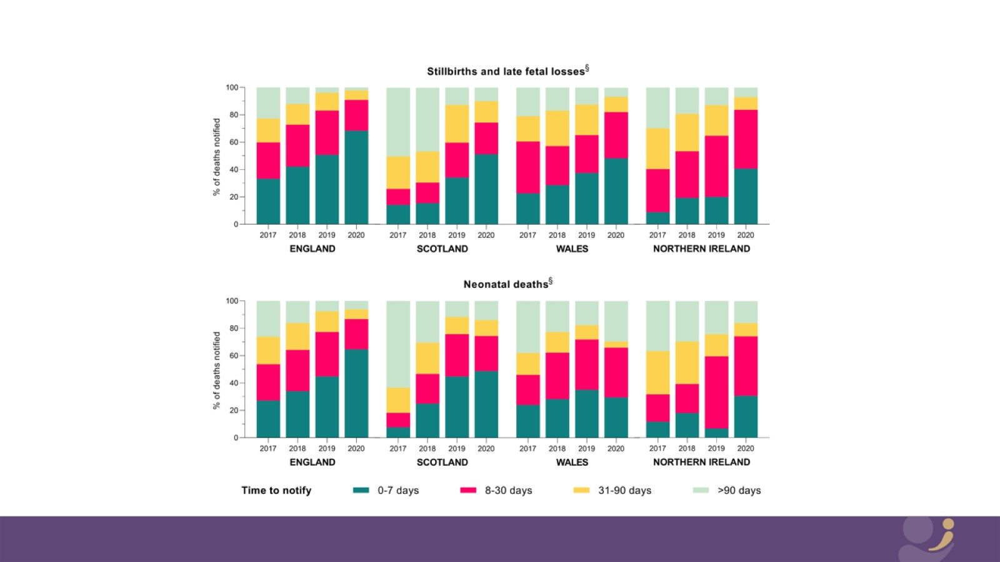 Stillbirths and late fetal losses§
% of deaths notified
100
80
60
40
20
0
2017 2018 2019 2020 2017 2018 2019 2020 2017 2018 2019 2020 2017 2018 2019 2020
ENGLAND SCOTLAND WALES NORTHERN IRELAND
Neonatal deaths§
% of deaths notified
100
80
60
40
20
0
2017 2018 2019 2020 2017 2018 2019 2020 2017 2018 2019 2020 2017 2018 2019 2020
ENGLAND SCOTLAND WALES NORTHERN IRELAND
Time to notify 0-7 days 8-30 days 31-90 days >90 days